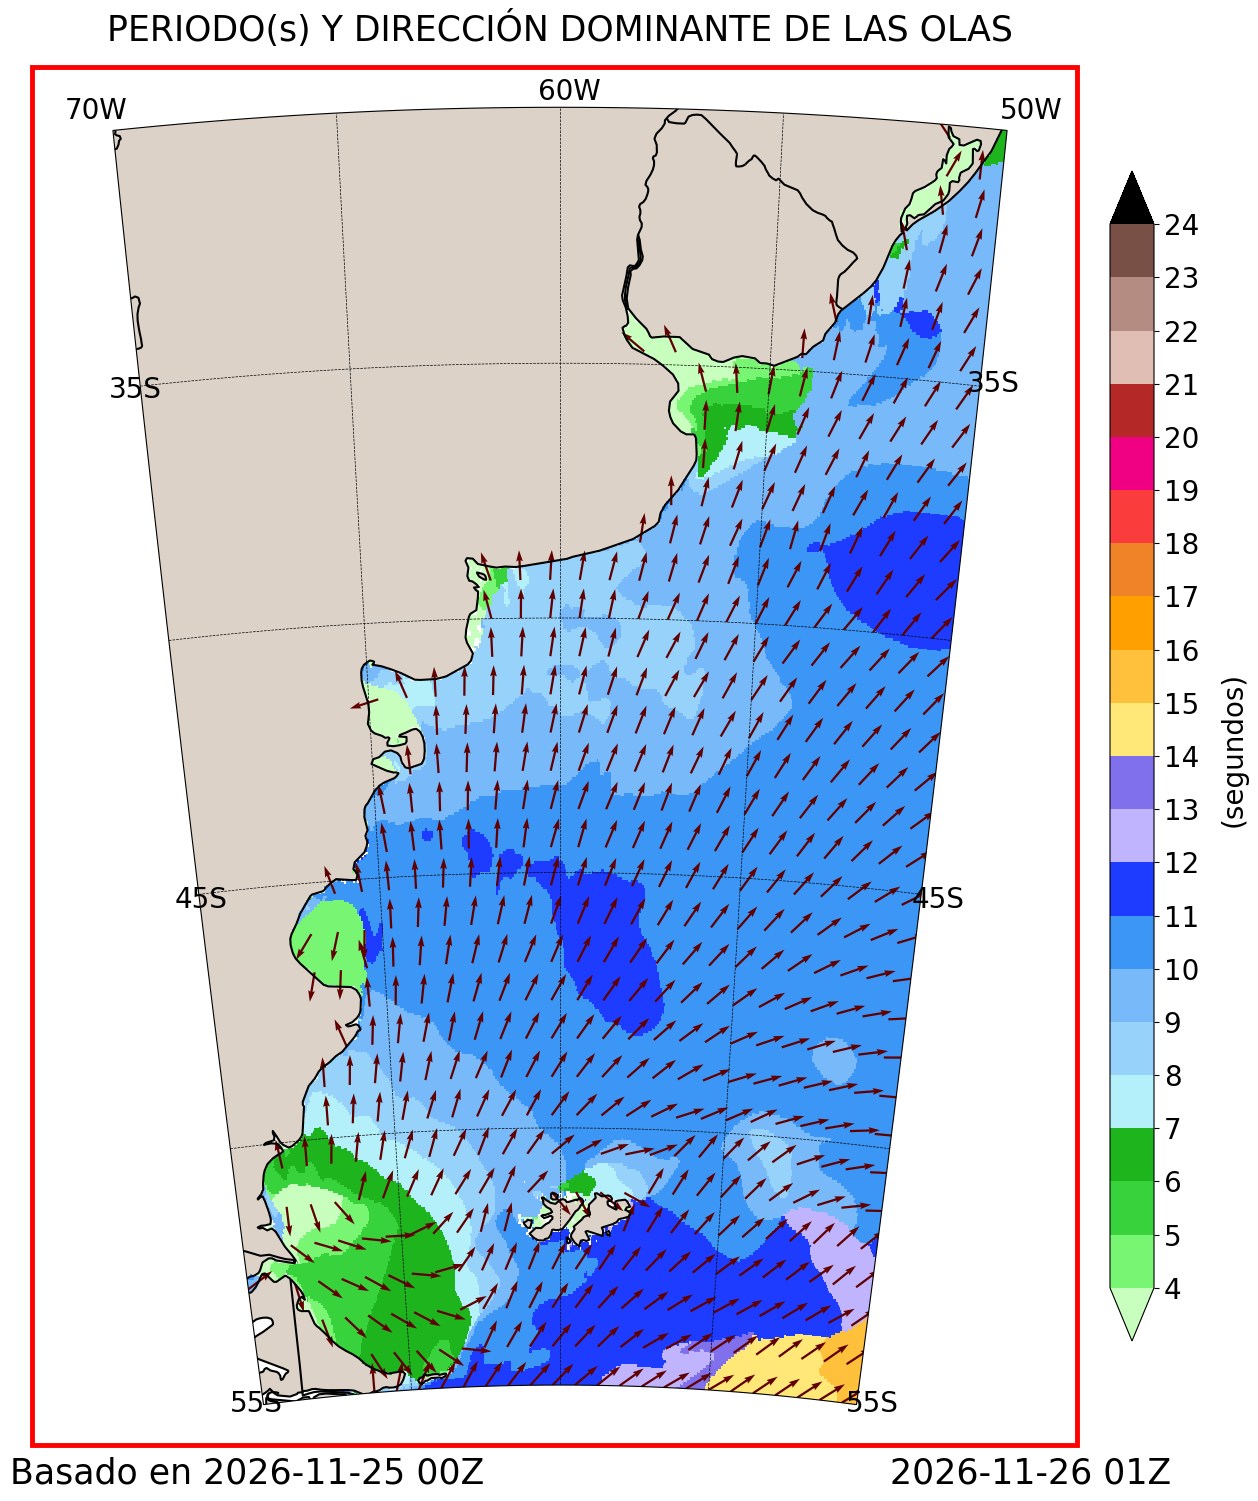 PERIODO(s) Y DIRECCIÓN DOMINANTE DE LAS OLAS
70W
60W
50W
35S
35S
45S
45S
55S
55S
24
23
22
21
20
19
18
17
16
15
14
13
12
11
10
9
8
7
6
5
4
(segundos)
Basado en 2026-11-25 00Z
2026-11-26 01Z